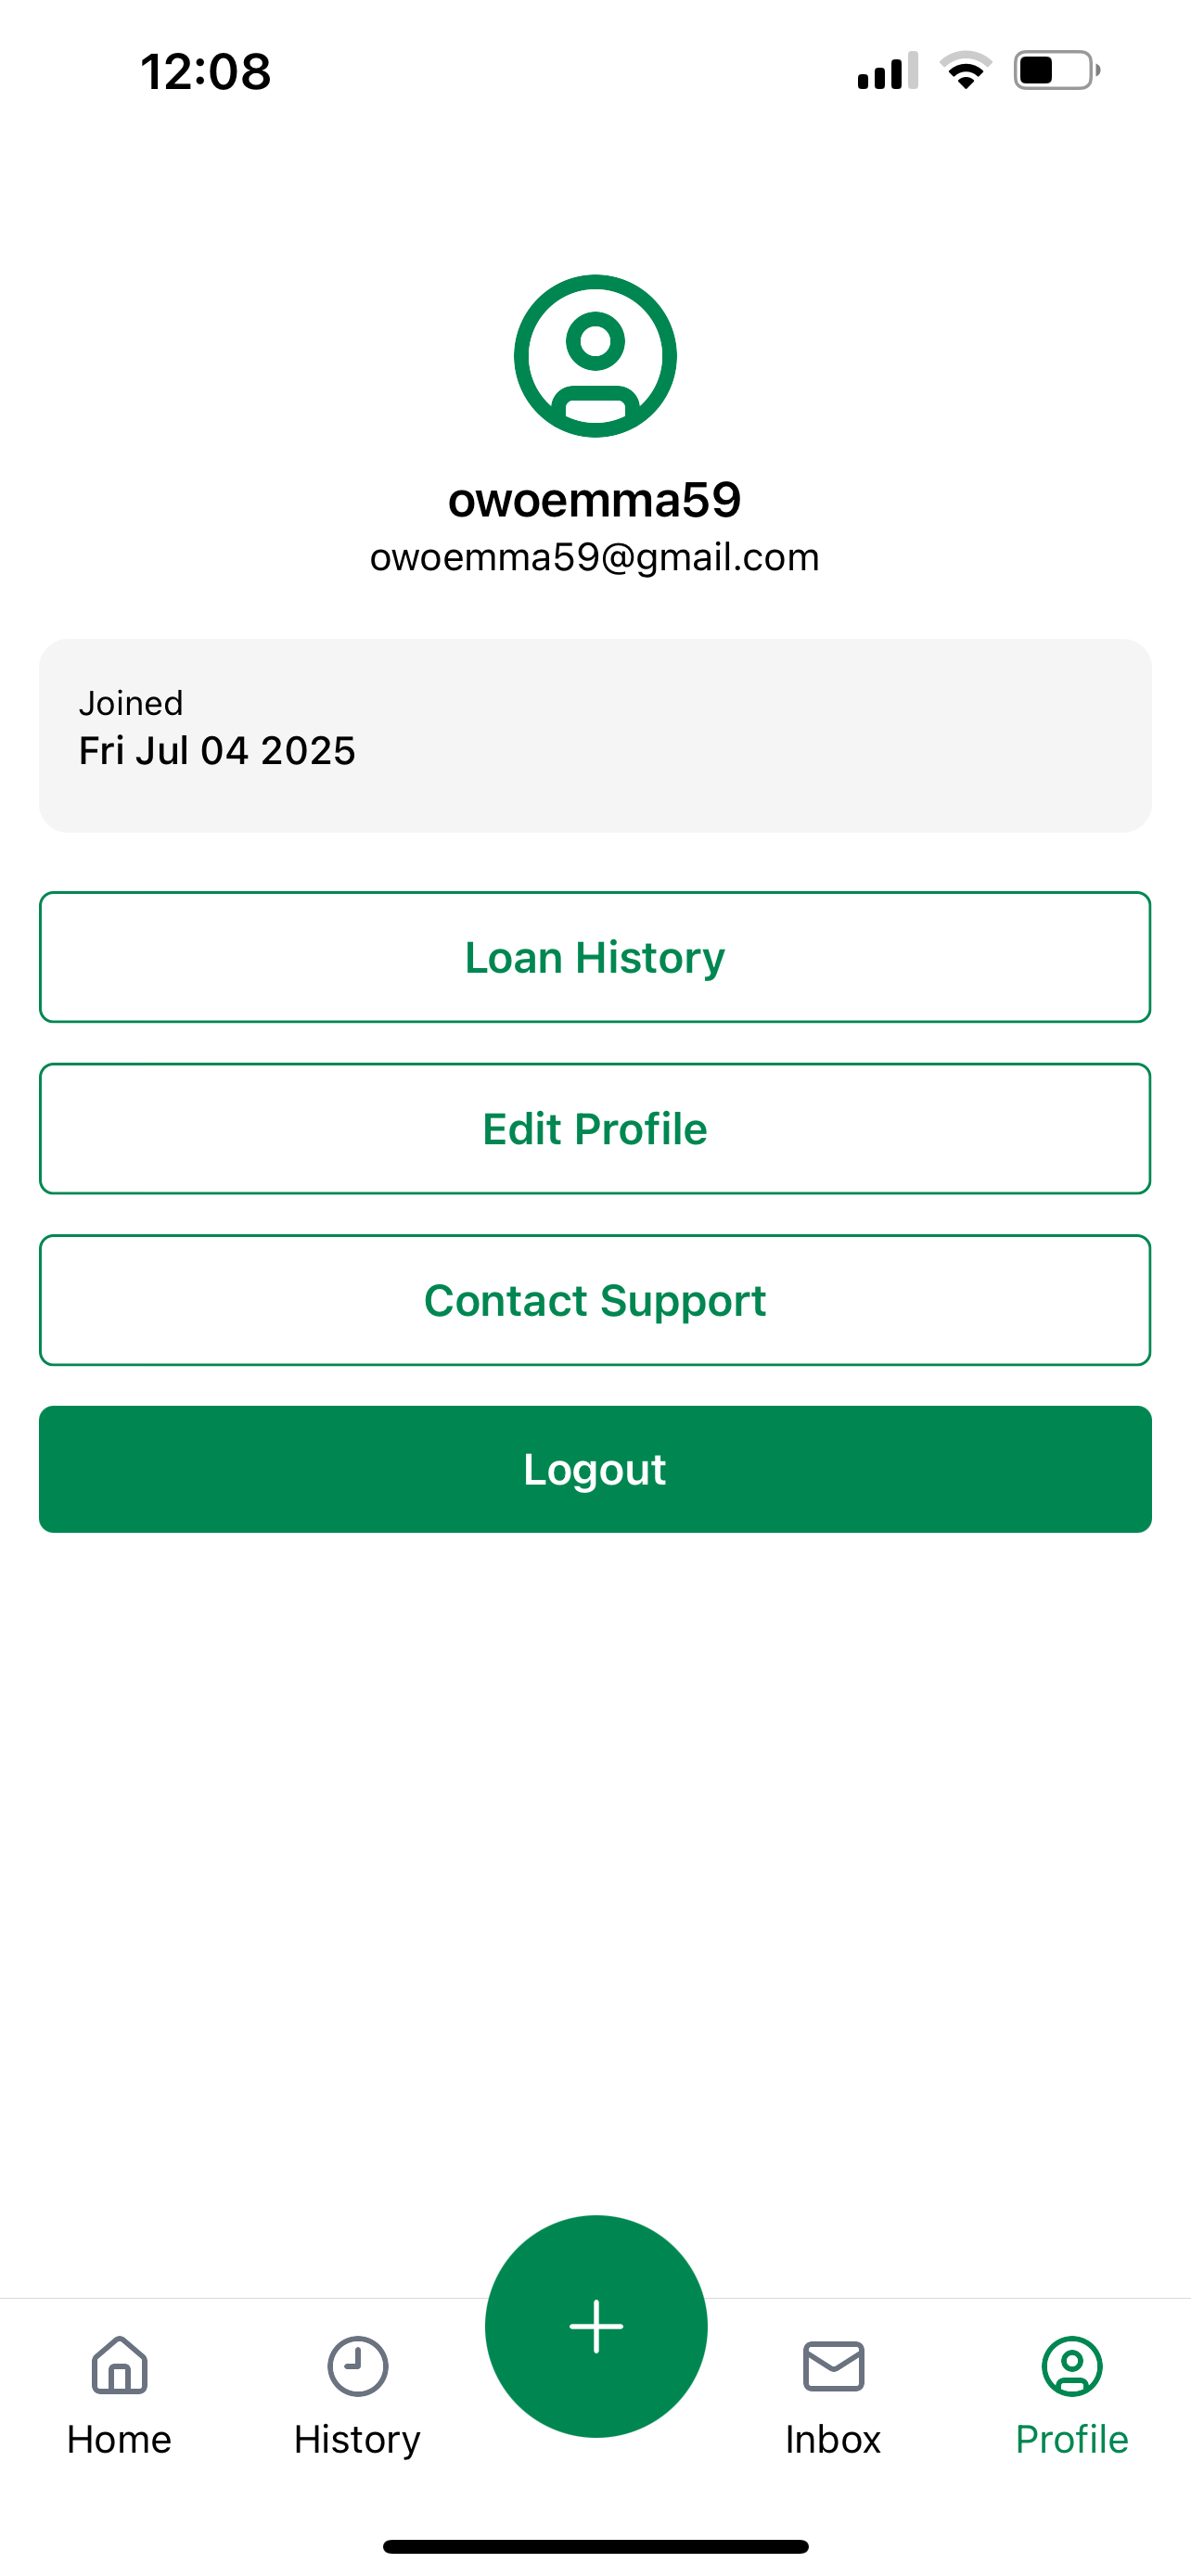 12:08
owoemma59
owoemma59@gmail.com
Joined
Fri Jul 04 2025
Loan History
Edit Profile
Contact Support
Logout
Home
History
Inbox
Profile